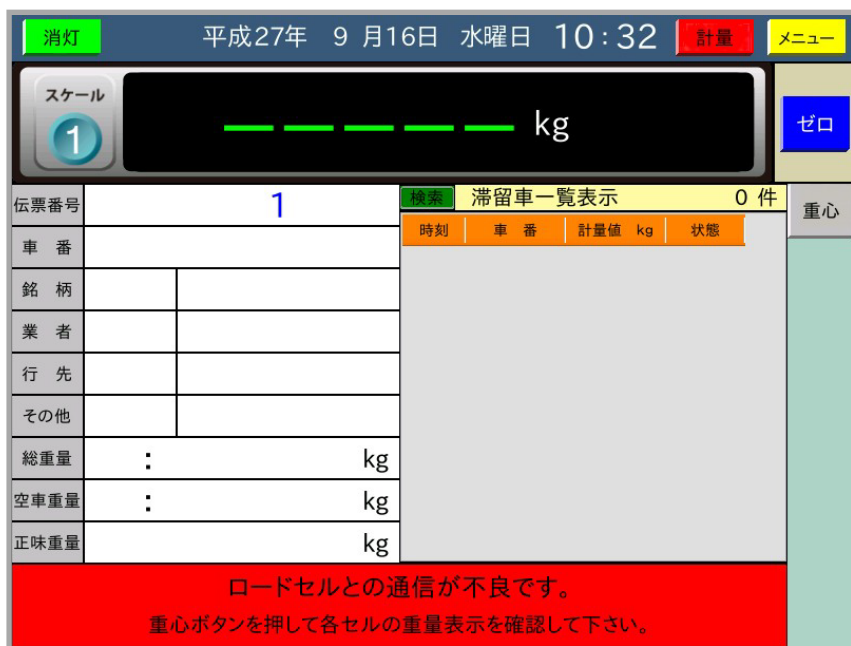 消灯 平成27年 9 月16日 水曜日 10:32 計量 メニュー
スケール
1
kg
ゼロ
伝票番号 1
検索 滞留車一覧表示 0 件
重心
時刻 車 番 計量値 kg 状態
車 番
銘 柄
業 者
行 先
その他
総重量 : kg
空車重量 : kg
正味重量 kg
ロードセルとの通信が不良です。
重心ボタンを押して各セルの重量表示を確認して下さい。